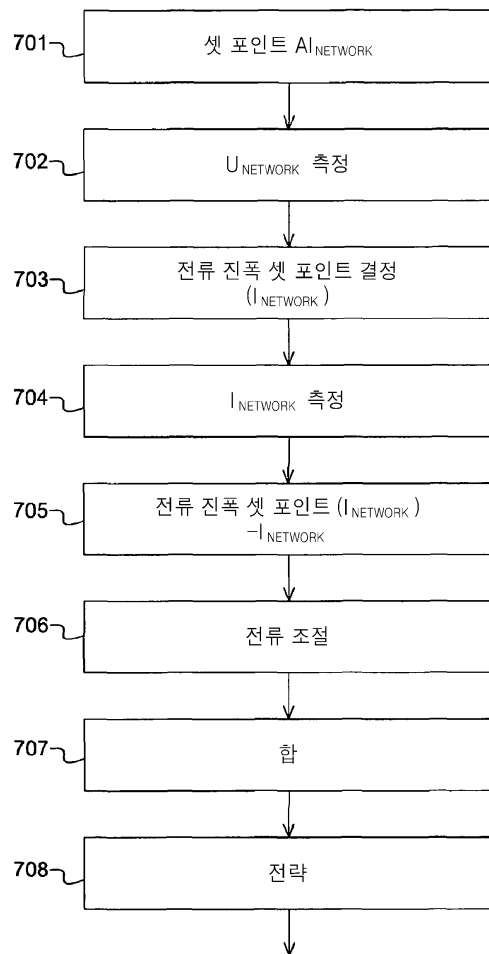 701
셋 포인트 AI_NETWORK
702
U_NETWORK 측정
703
전류 진폭 셋 포인트 결정
(I_NETWORK)
704
I_NETWORK 측정
705
전류 진폭 셋 포인트 (I_NETWORK)
-I_NETWORK
706
전류 조절
707
합
708
전략